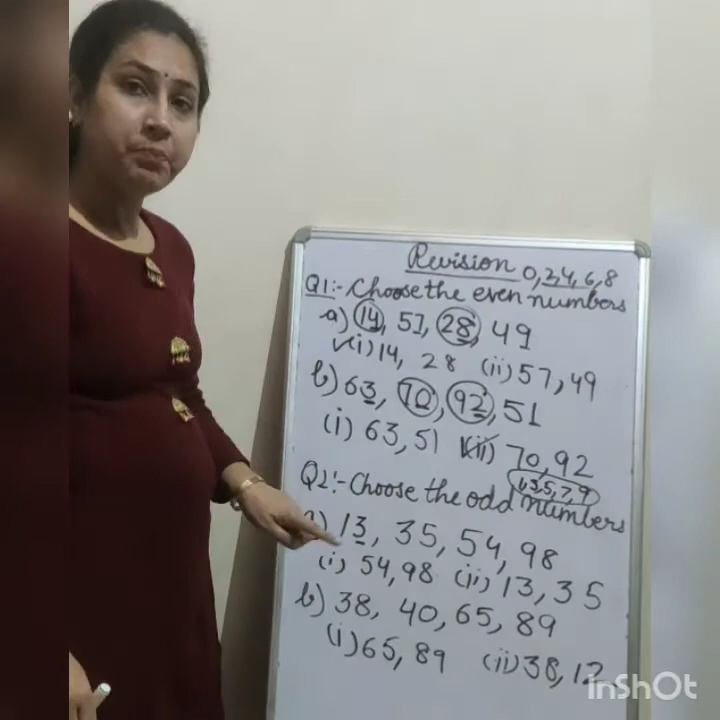 Revision 0,2,4,6,8
Q1:- Choose the even numbers
a) 14, 57, 28, 49
(i) 14, 28 (ii) 57, 49
b) 63, 70, 92, 51
(i) 63, 51 (ii) 70, 92
1,3,5,7,9
Q2:- Choose the odd numbers
a) 13, 35, 54, 98
(i) 54, 98 (ii) 13, 35
b) 38, 40, 65, 89
(i) 65, 89 (ii) 38, 12
InShOt